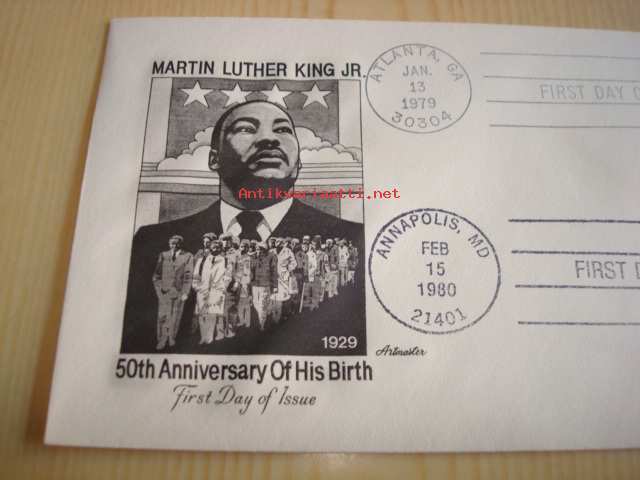 MARTIN LUTHER KING JR.
Antikvariaatti.net
1929
50th Anniversary Of His Birth
First Day of Issue
Artmaster
ATLANTA, GA
JAN.
13
1979
30304
FIRST DAY O
ANNAPOLIS, MD
FEB
15
1980
21401
FIRST D